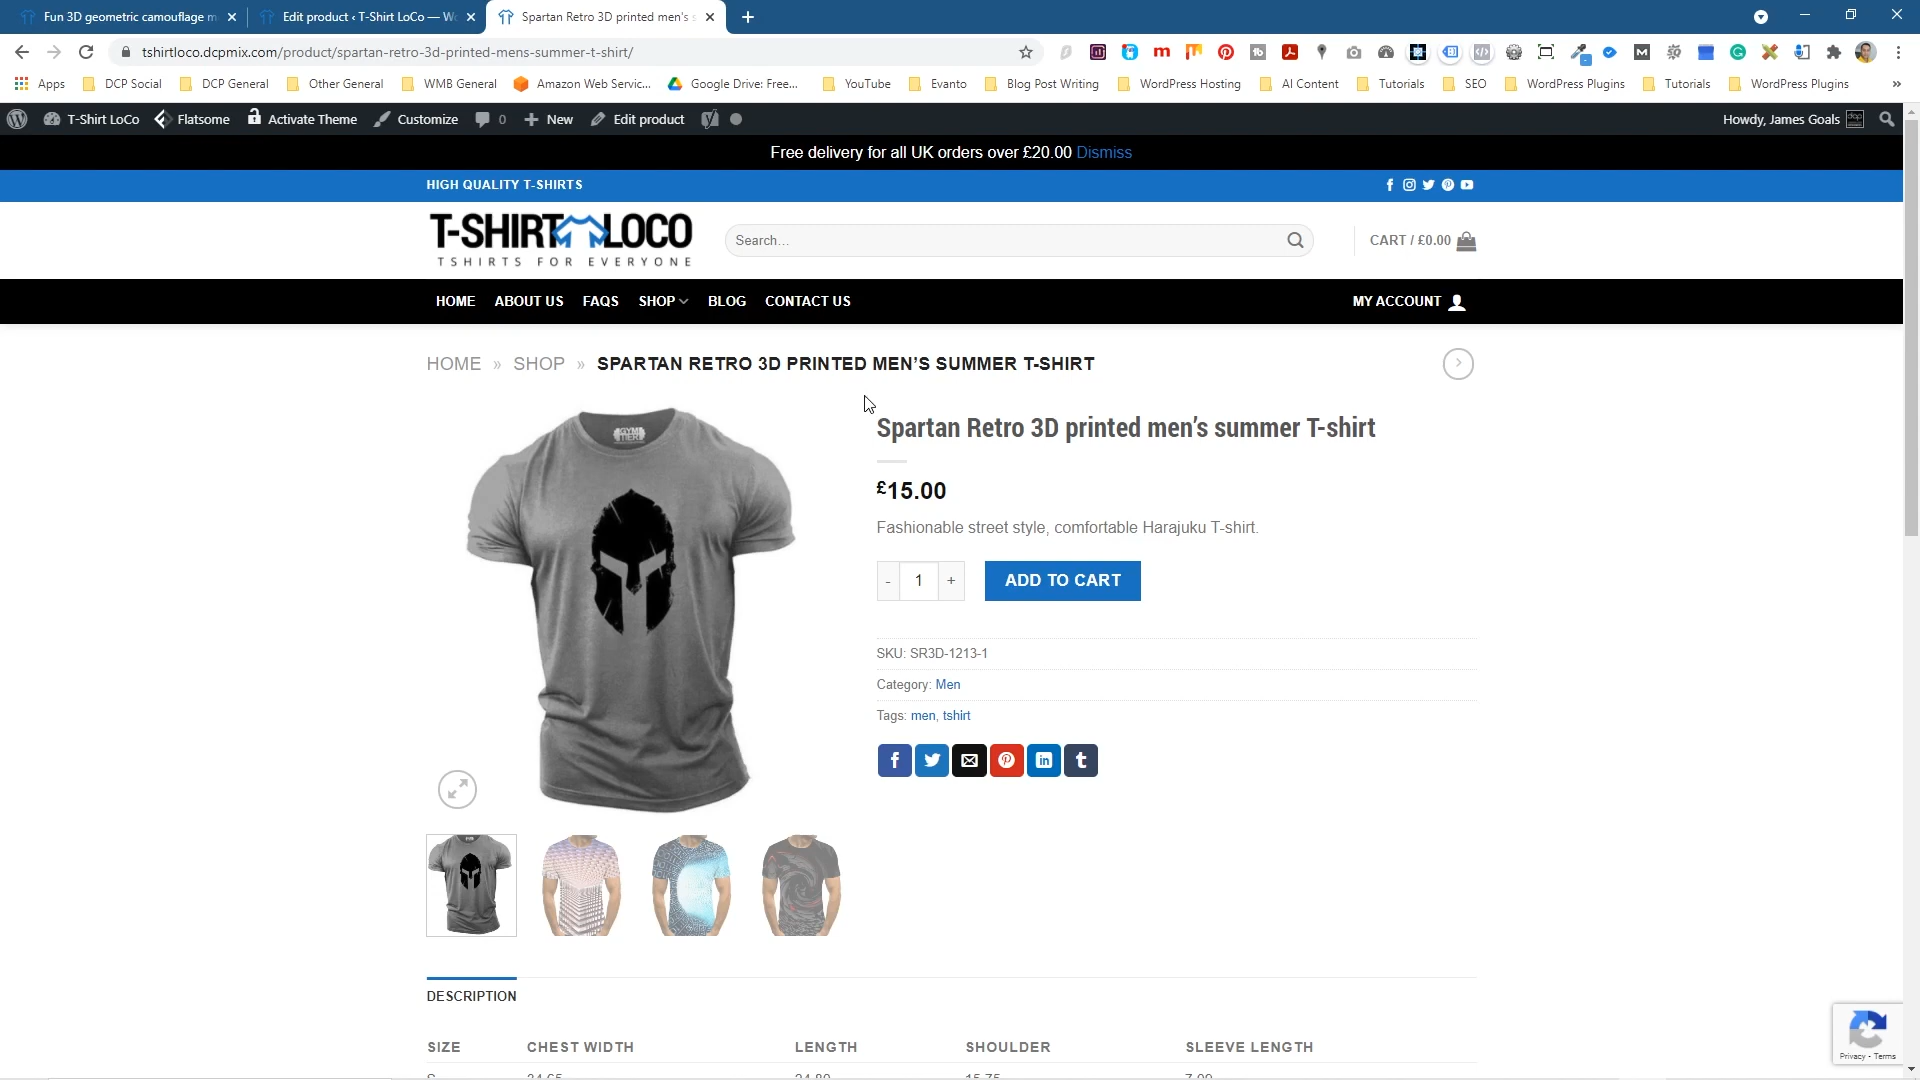 Fun 3D geometric camouflage m
Edit product ‹ T-Shirt LoCo — Wo
Spartan Retro 3D printed men's s
tshirtloco.dcpmix.com/product/spartan-retro-3d-printed-mens-summer-t-shirt/
Apps
DCP Social
DCP General
Other General
WMB General
Amazon Web Servic...
Google Drive: Free...
YouTube
Evanto
Blog Post Writing
WordPress Hosting
AI Content
Tutorials
SEO
WordPress Plugins
Tutorials
WordPress Plugins
T-Shirt LoCo
Flatsome
Activate Theme
Customize
0
New
Edit product
Howdy, James Goals
Free delivery for all UK orders over £20.00 Dismiss
HIGH QUALITY T-SHIRTS
T-SHIRT LOCO
TSHIRTS FOR EVERYONE
Search...
CART / £0.00
HOME
ABOUT US
FAQS
SHOP
BLOG
CONTACT US
MY ACCOUNT
HOME » SHOP » SPARTAN RETRO 3D PRINTED MEN’S SUMMER T-SHIRT
GYM
TIER
Spartan Retro 3D printed men’s summer T-shirt
£15.00
Fashionable street style, comfortable Harajuku T-shirt.
- 1 +
ADD TO CART
SKU: SR3D-1213-1
Category: Men
Tags: men, tshirt
DESCRIPTION
SIZE CHEST WIDTH LENGTH SHOULDER SLEEVE LENGTH
Privacy - Terms